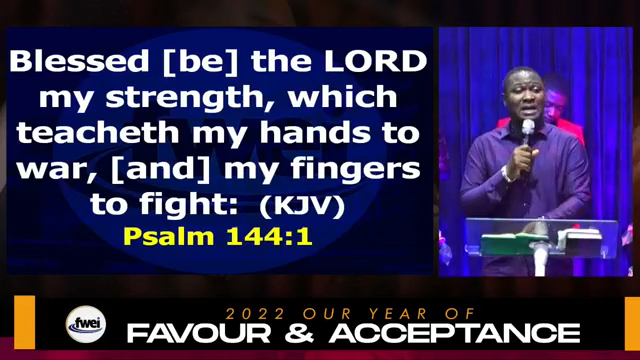 Blessed [be] the LORD
my strength, which
teacheth my hands to
war, [and] my fingers
to fight: (KJV)
Psalm 144:1
fwei
2022 OUR YEAR OF
FAVOUR & ACCEPTANCE